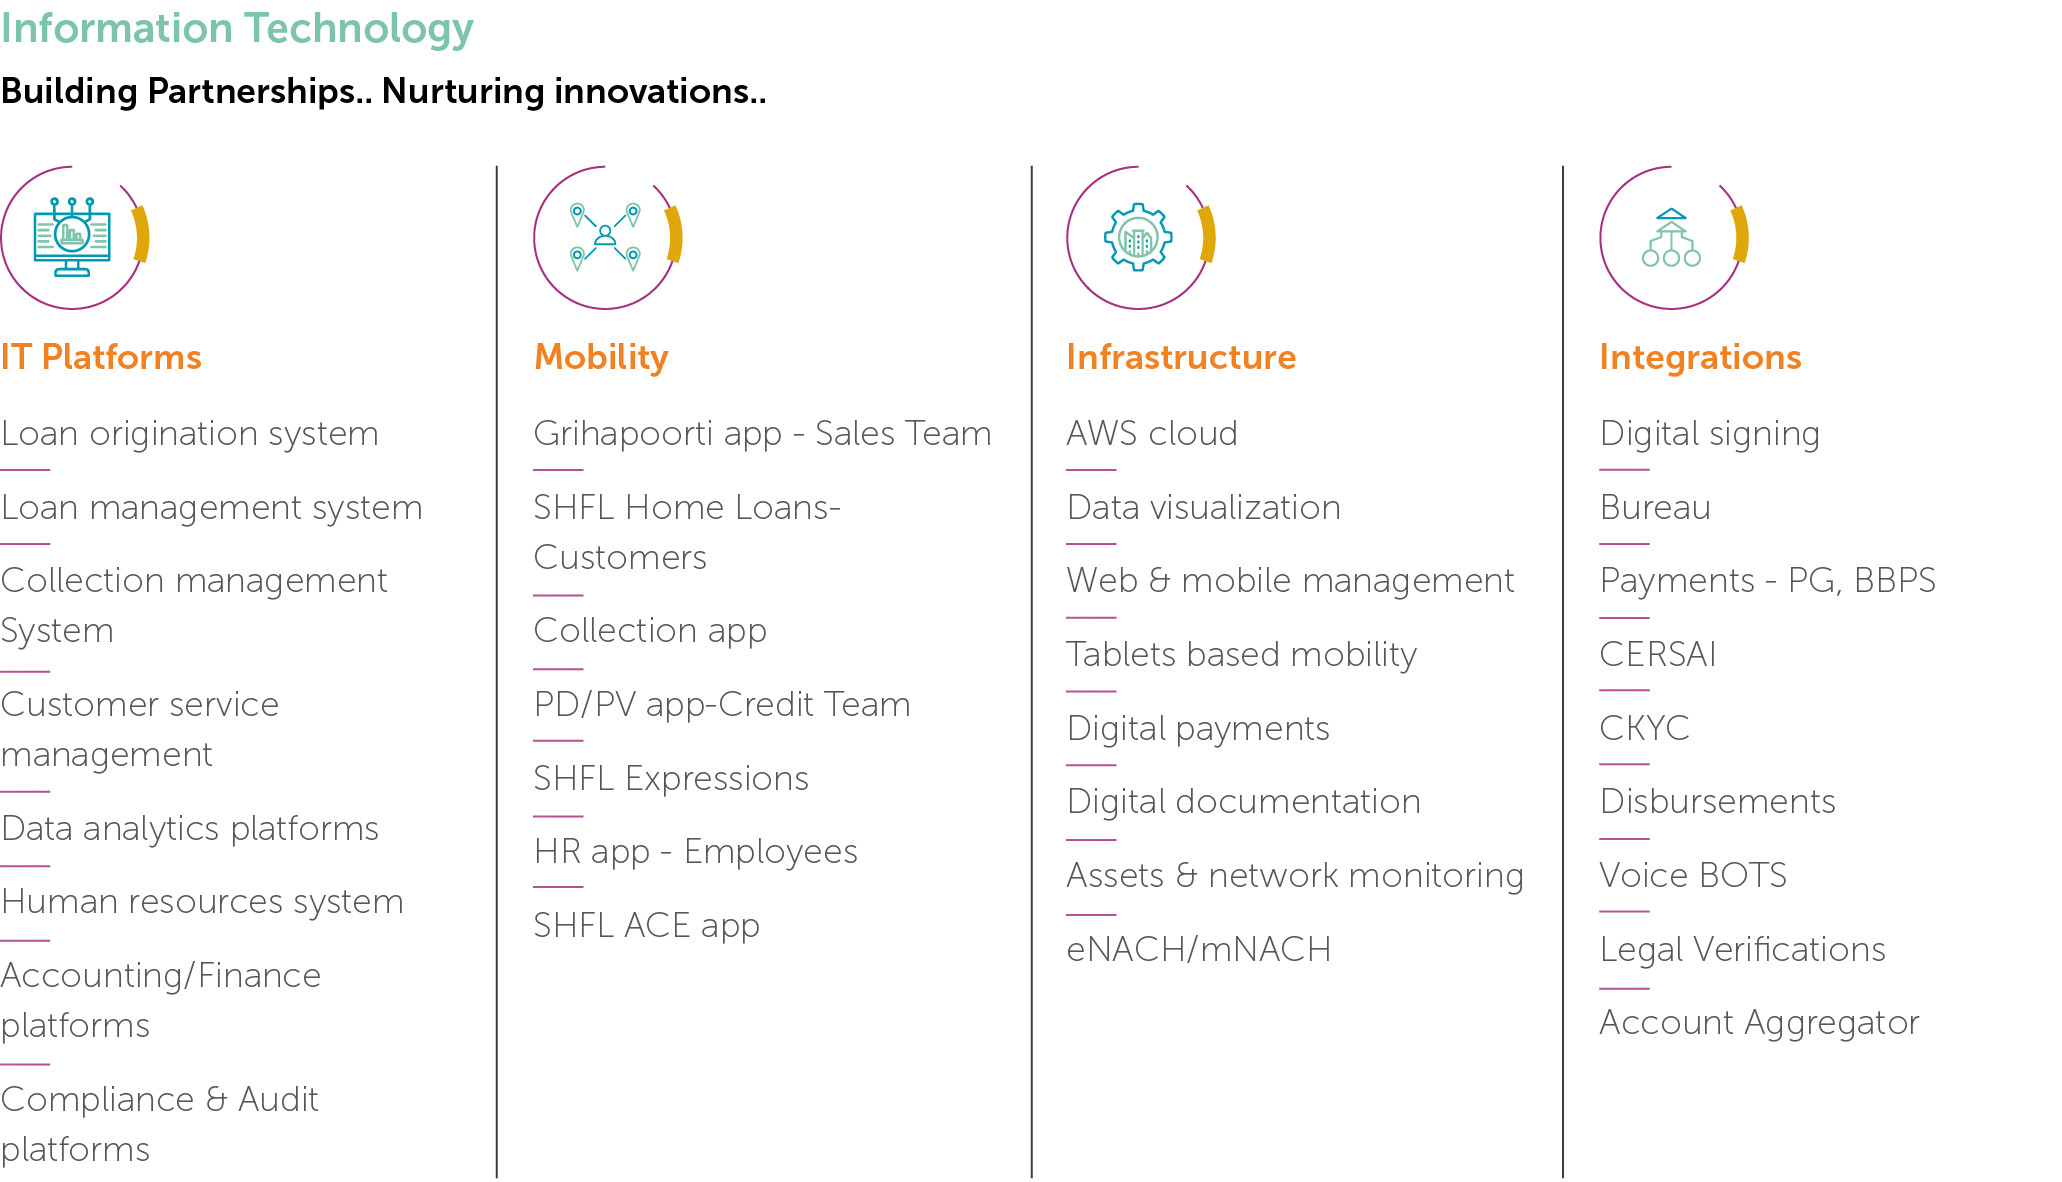 Information Technology
Building Partnerships.. Nurturing innovations..
IT Platforms
Loan origination system
Loan management system
Collection management
System
Customer service
management
Data analytics platforms
Human resources system
Accounting/Finance
platforms
Compliance & Audit
platforms
Mobility
Grihapoorti app - Sales Team
SHFL Home Loans-
Customers
Collection app
PD/PV app-Credit Team
SHFL Expressions
HR app - Employees
SHFL ACE app
Infrastructure
AWS cloud
Data visualization
Web & mobile management
Tablets based mobility
Digital payments
Digital documentation
Assets & network monitoring
eNACH/mNACH
Integrations
Digital signing
Bureau
Payments - PG, BBPS
CERSAI
CKYC
Disbursements
Voice BOTS
Legal Verifications
Account Aggregator